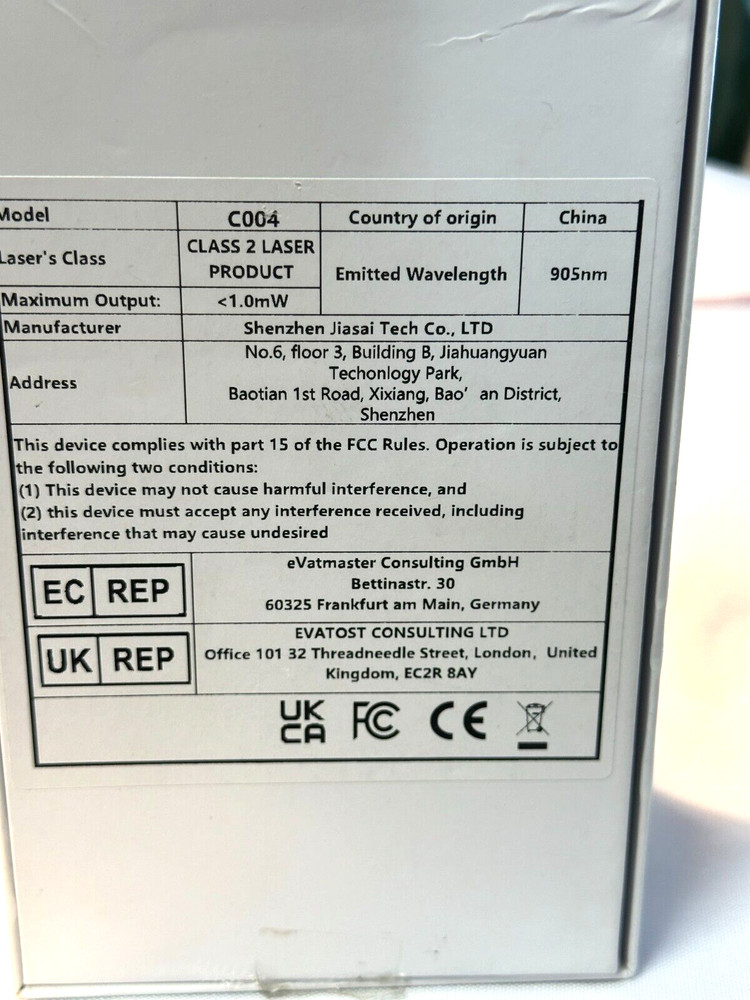 Model C004 Country of origin China
Laser's Class CLASS 2 LASER PRODUCT Emitted Wavelength 905nm
Maximum Output: <1.0mW
Manufacturer Shenzhen Jiasai Tech Co., LTD
Address
No.6, floor 3, Building B, Jiahuangyuan
Techonlogy Park,
Baotian 1st Road, Xixiang, Bao’ an District,
Shenzhen
This device complies with part 15 of the FCC Rules. Operation is subject to
the following two conditions:
(1) This device may not cause harmful interference, and
(2) this device must accept any interference received, including
interference that may cause undesired
EC REP
eVatmaster Consulting GmbH
Bettinastr. 30
60325 Frankfurt am Main, Germany
UK REP
EVATOST CONSULTING LTD
Office 101 32 Threadneedle Street, London, United
Kingdom, EC2R 8AY
UK
CA FC CE